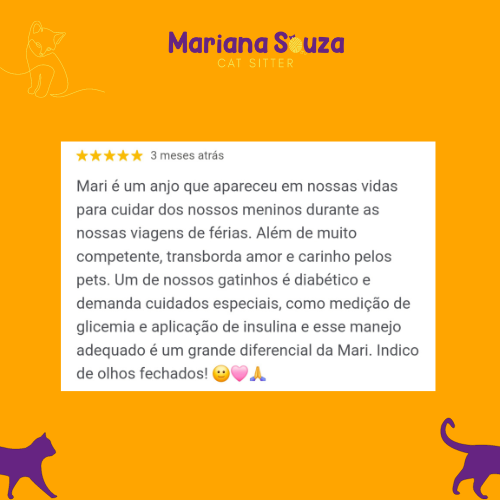 Mariana Souza
CAT SITTER
3 meses atrás
Mari é um anjo que apareceu em nossas vidas
para cuidar dos nossos meninos durante as
nossas viagens de férias. Além de muito
competente, transborda amor e carinho pelos
pets. Um de nossos gatinhos é diabético e
demanda cuidados especiais, como medição de
glicemia e aplicação de insulina e esse manejo
adequado é um grande diferencial da Mari. Indico
de olhos fechados! 🙂🩷🙏